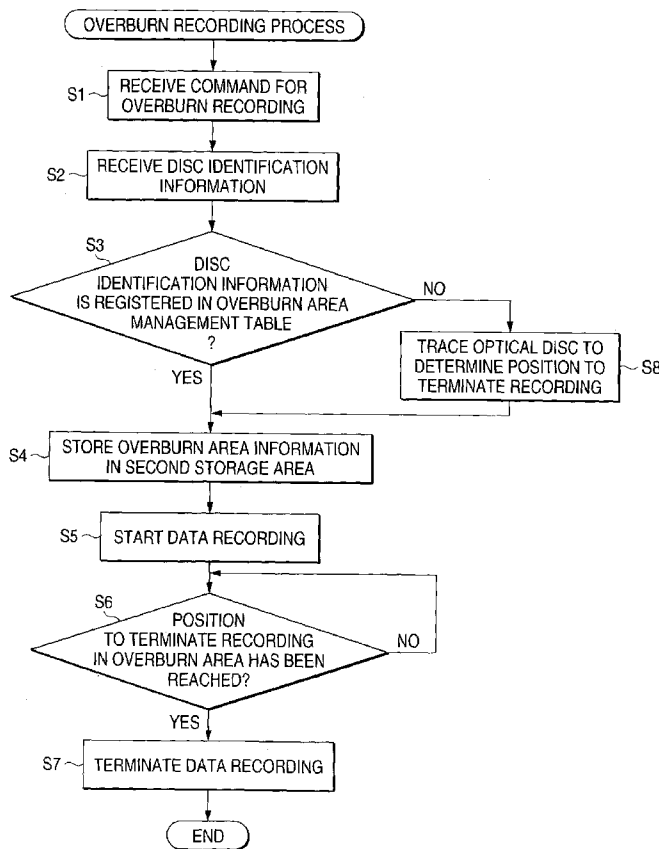 OVERBURN RECORDING PROCESS
S1
RECEIVE COMMAND FOR
OVERBURN RECORDING
S2
RECEIVE DISC IDENTIFICATION
INFORMATION
S3
DISC
IDENTIFICATION INFORMATION
IS REGISTERED IN OVERBURN AREA
MANAGEMENT TABLE
?
NO
YES
TRACE OPTICAL DISC TO
DETERMINE POSITION TO
TERMINATE RECORDING
S8
S4
STORE OVERBURN AREA INFORMATION
IN SECOND STORAGE AREA
S5
START DATA RECORDING
S6
POSITION
TO TERMINATE RECORDING
IN OVERBURN AREA HAS BEEN
REACHED?
NO
YES
S7
TERMINATE DATA RECORDING
END